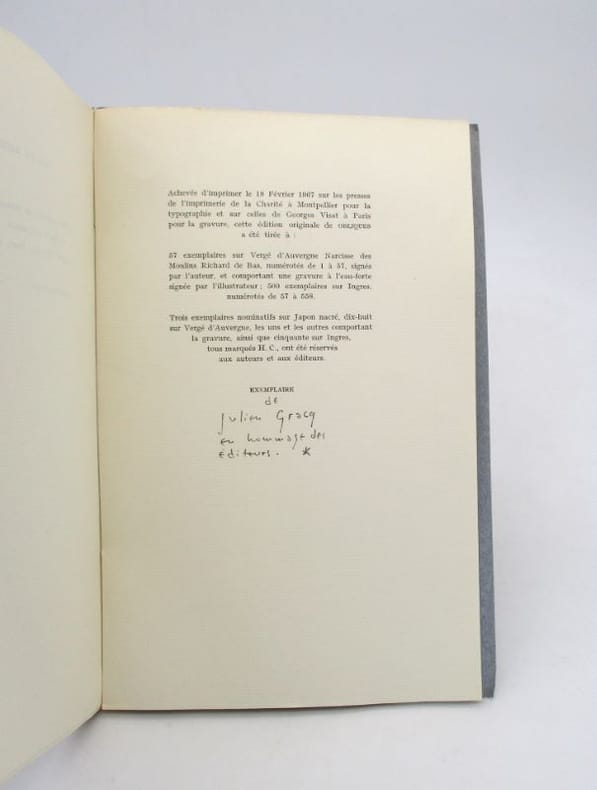 Achevés d'imprimer le 18 Février 1967 sur les presses
de l'imprimerie de la Charité à Montpellier pour la
typographie et sur celles de Georges Visat à Paris
pour la gravure, cette édition originale de OBLIQUES
a été tirée à :
57 exemplaires sur Vergé d'Auvergne Narcisse des
Moulins Richard de Bas, numérotés de 1 à 57, signés
par l'auteur, et comportant une gravure à l'eau-forte
signée par l'illustrateur ; 500 exemplaires sur Ingres,
numérotés de 57 à 558.
Trois exemplaires nominatifs sur Japon nacré, dix-huit
sur Vergé d'Auvergne, les uns et les autres comportant
la gravure, ainsi que cinquante sur Ingres,
tous marqués H. C., ont été réservés
aux auteurs et aux éditeurs.
EXEMPLAIRE
de
Julien Gracq
en hommage des
éditeurs. *